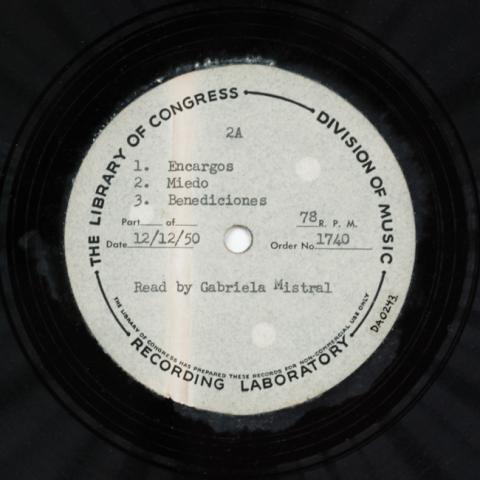 THE LIBRARY OF CONGRESS
DIVISION OF MUSIC
2A
1. Encargos
2. Miedo
3. Benediciones
Part of
78 R. P. M.
Date 12/12/50
Order No. 1740
Read by Gabriela Mistral
DA0243
THE LIBRARY OF CONGRESS HAS PREPARED THESE RECORDS FOR NON-COMMERCIAL USE ONLY
RECORDING LABORATORY